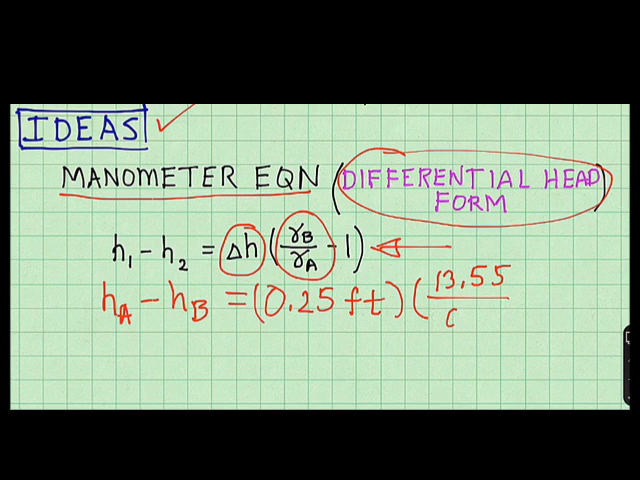 IDEAS
MANOMETER EQN (DIFFERENTIAL HEAD FORM)
h₁ - h₂ = Δh (γB/γA - 1)
hA - hB = (0.25 ft) (13.55/